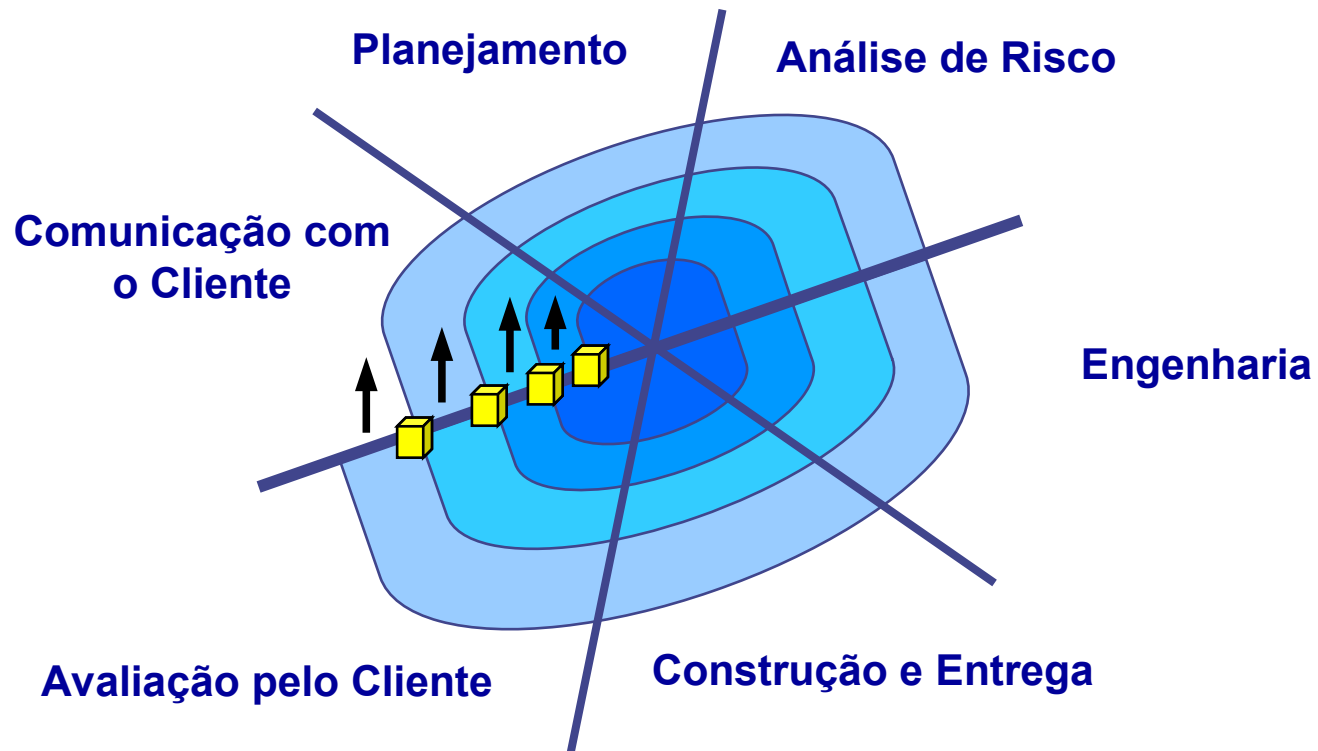 Planejamento
Análise de Risco
Comunicação com
o Cliente
Engenharia
Avaliação pelo Cliente
Construção e Entrega